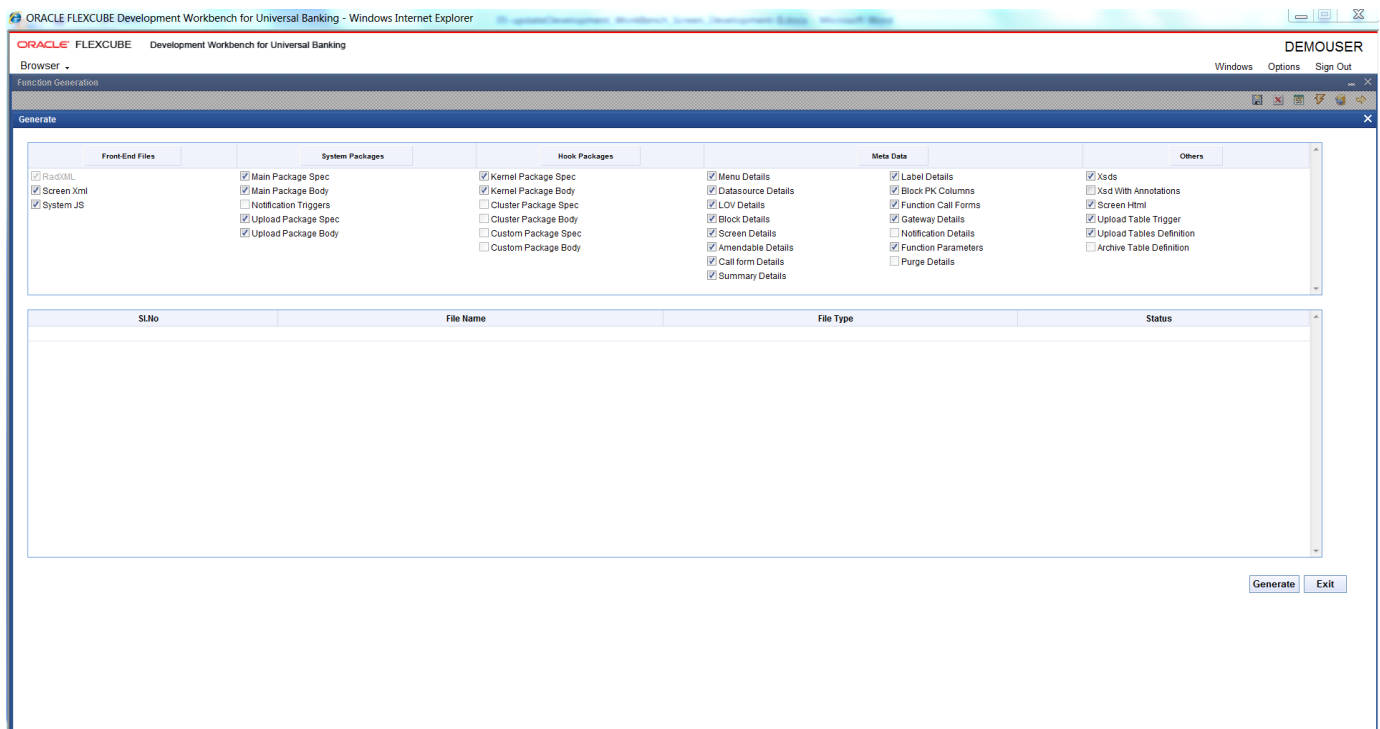 ORACLE FLEXCUBE Development Workbench for Universal Banking - Windows Internet Explorer
ORACLE FLEXCUBE Development Workbench for Universal Banking
DEMOUSER
Browser
Windows Options Sign Out
Function Generation
Generate
Front-End Files System Packages Hook Packages Meta Data Others
RadXML Main Package Spec Kernel Package Spec Menu Details Label Details Xsds
Screen Xml Main Package Body Kernel Package Body Datasource Details Block PK Columns Xsd With Annotations
System JS Notification Triggers Cluster Package Spec LOV Details Function Call Forms Screen Html
Upload Package Spec Cluster Package Body Block Details Gateway Details Upload Table Trigger
Upload Package Body Custom Package Spec Screen Details Notification Details Upload Tables Definition
Custom Package Body Amendable Details Function Parameters Archive Table Definition
Call form Details Purge Details
Summary Details
Sl.No File Name File Type Status
Generate Exit